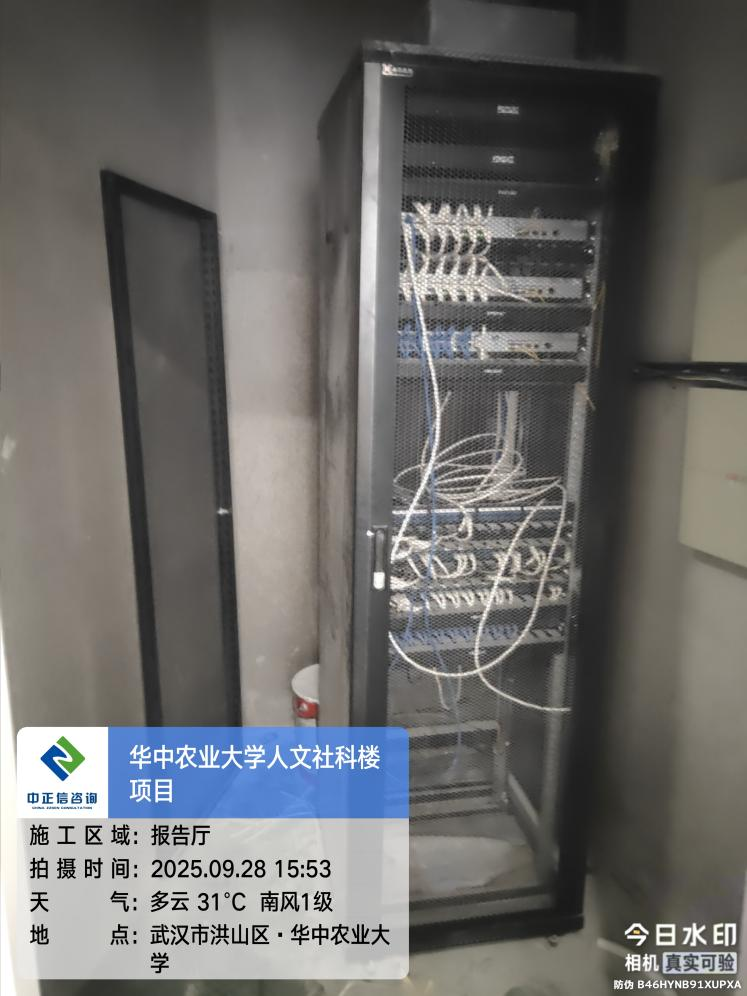 华中农业大学人文社科楼
项目
中正信咨询
CHINA ZENXIN CONSULTATION
施工区域：报告厅
拍摄时间：2025.09.28 15:53
天气：多云 31℃ 南风1级
地点：武汉市洪山区·华中农业大
学
今日水印
相机 真实可验
防伪 B46HYNB91XUPXA